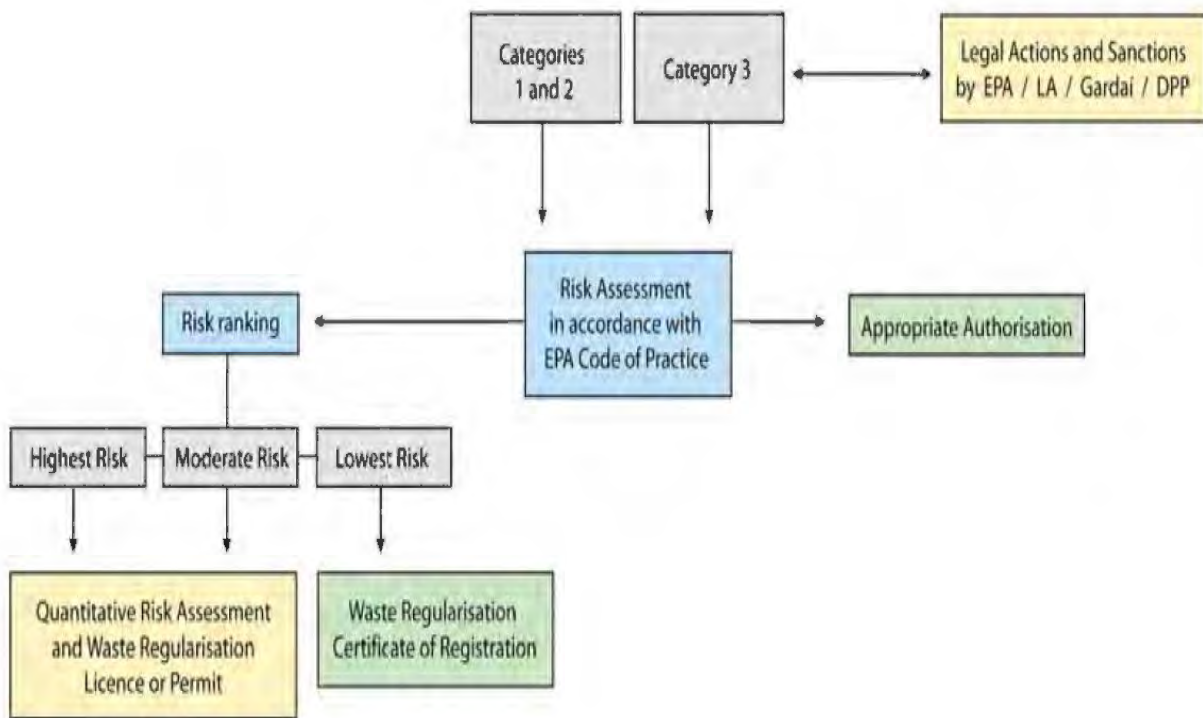 Categories
1 and 2
Category 3
Legal Actions and Sanctions
by EPA / LA / Gardaí / DPP
Risk Assessment
in accordance with
EPA Code of Practice
Risk ranking
Appropriate Authorisation
Highest Risk
Moderate Risk
Lowest Risk
Quantitative Risk Assessment
and Waste Regularisation
Licence or Permit
Waste Regularisation
Certificate of Registration